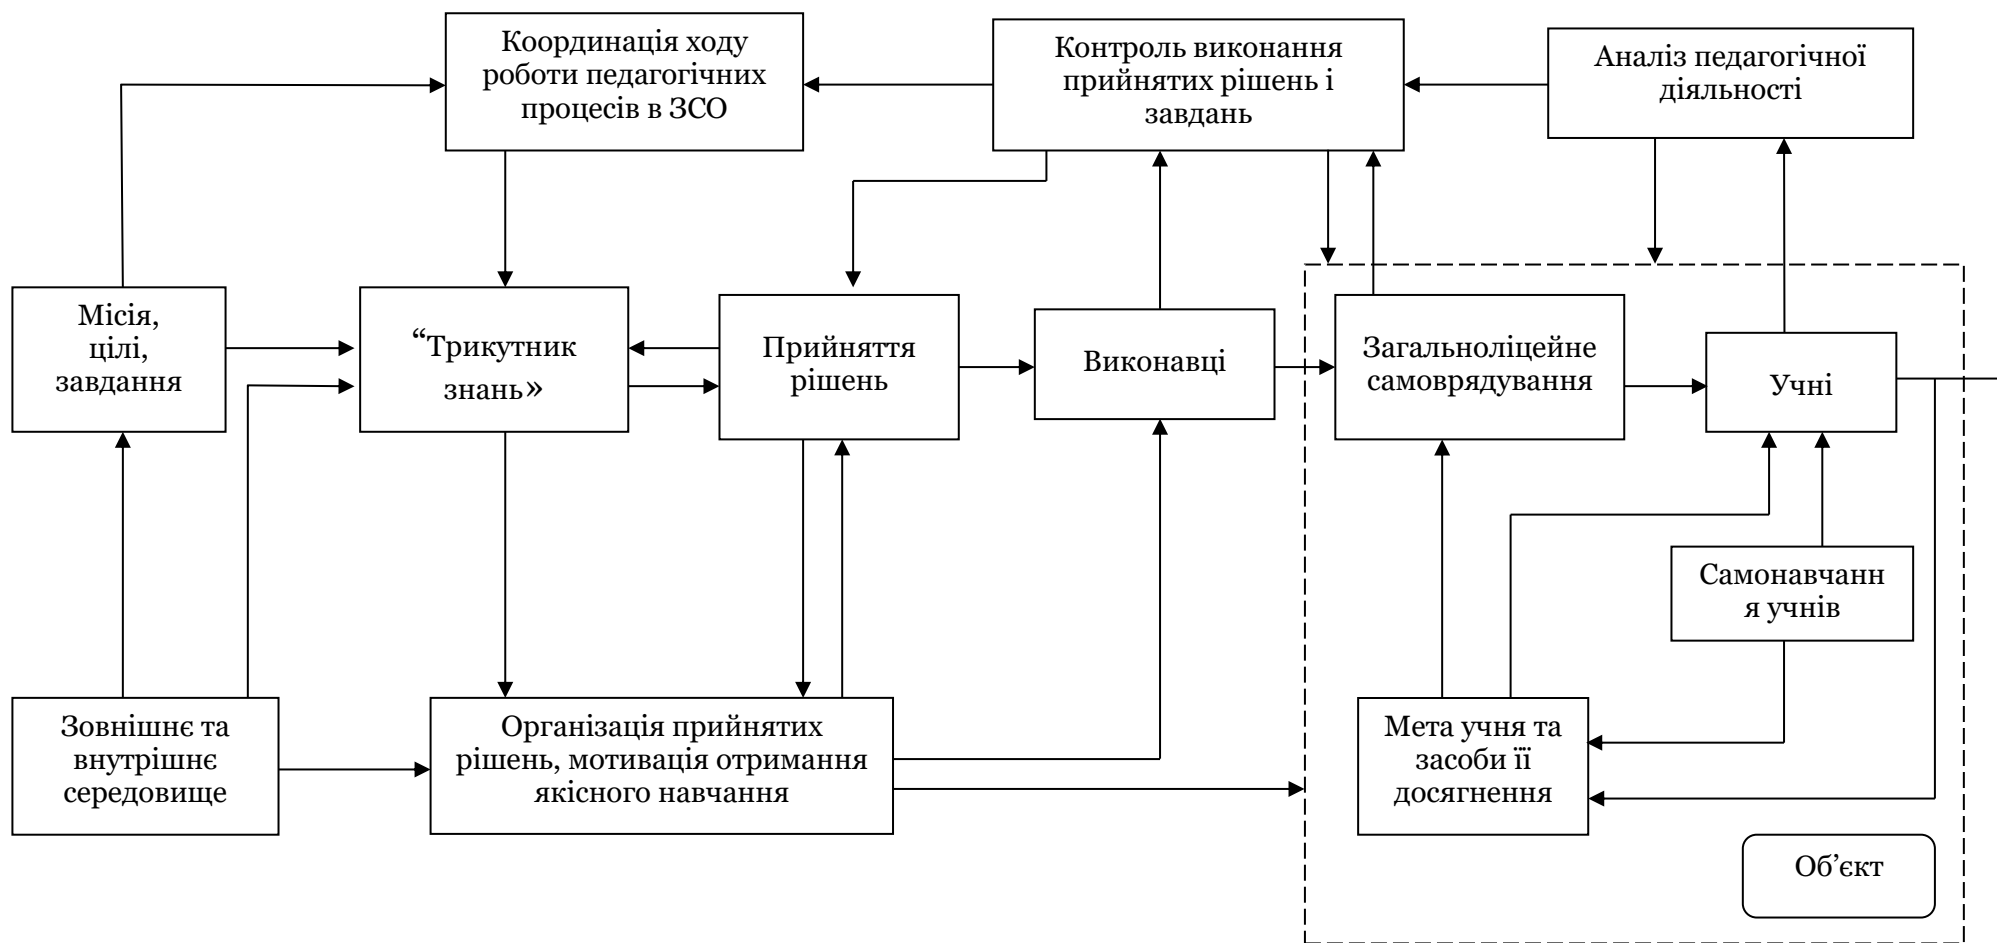 Координація ходу
роботи педагогічних
процесів в ЗСО
Контроль виконання
прийнятих рішень і
завдань
Аналіз педагогічної
діяльності
Місія,
цілі,
завдання
“Трикутник
знань»
Прийняття
рішень
Виконавці
Загальноліцейне
самоврядування
Учні
Самонавчанн
я учнів
Зовнішнє та
внутрішнє
середовище
Організація прийнятих
рішень, мотивація отримання
якісного навчання
Мета учня та
засоби її
досягнення
Об’єкт